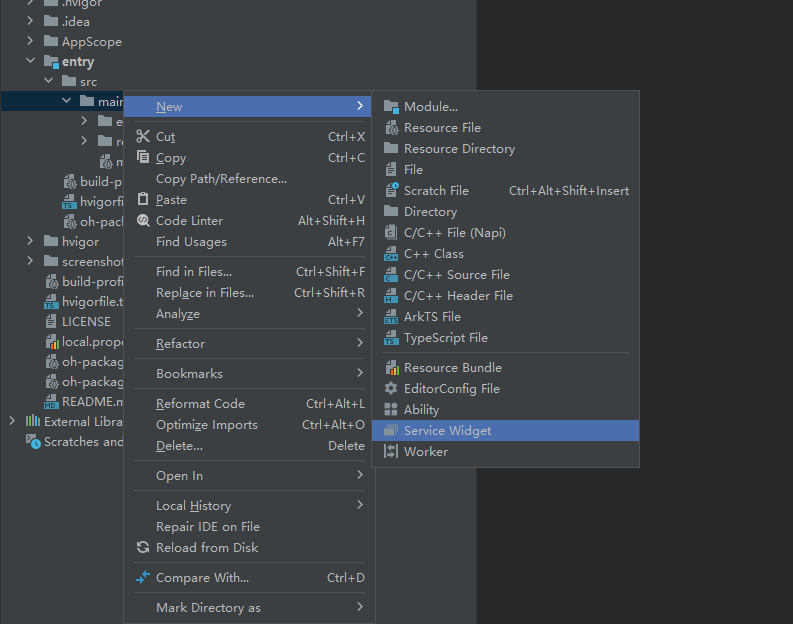 .hvigor
.idea
AppScope
entry
src
main
build-p
hvigorfile
oh-pack
hvigor
screenshot
build-profi
hvigorfile.t
LICENSE
local.prope
oh-packag
oh-packag
README.m
External Libra
Scratches and
New
Cut Ctrl+X
Copy Ctrl+C
Copy Path/Reference...
Paste Ctrl+V
Code Linter Alt+Shift+H
Find Usages Alt+F7
Find in Files... Ctrl+Shift+F
Replace in Files... Ctrl+Shift+R
Analyze
Refactor
Bookmarks
Reformat Code Ctrl+Alt+L
Optimize Imports Ctrl+Alt+O
Delete... Delete
Open In
Local History
Repair IDE on File
Reload from Disk
Compare With... Ctrl+D
Mark Directory as
Module...
Resource File
Resource Directory
File
Scratch File Ctrl+Alt+Shift+Insert
Directory
C/C++ File (Napi)
C++ Class
C/C++ Source File
C/C++ Header File
ArkTS File
TypeScript File
Resource Bundle
EditorConfig File
Ability
Service Widget
Worker